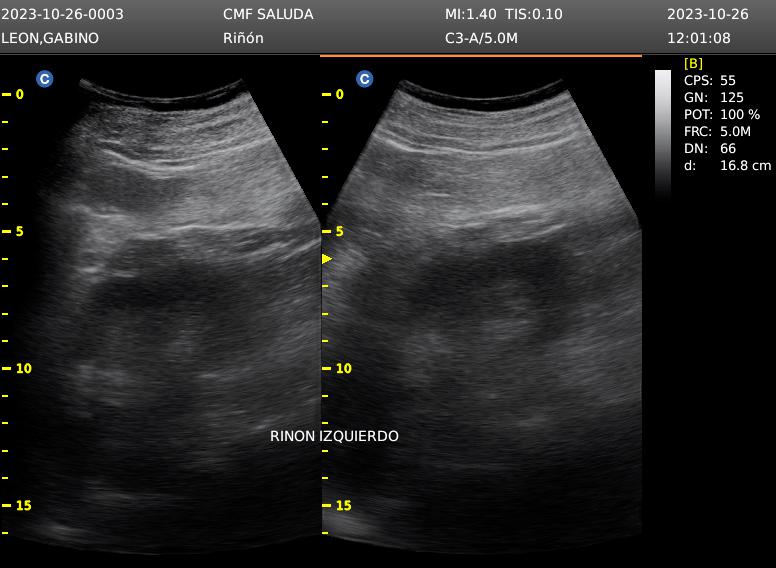 2023-10-26-0003 CMF SALUDA MI:1.40 TIS:0.10 2023-10-26
LEON,GABINO Riñón C3-A/5.0M 12:01:08
C
C
[B]
CPS: 55
GN: 125
POT: 100 %
FRC: 5.0M
DN: 66
d: 16.8 cm
0 0
5 5
10 10
RINON IZQUIERDO
15 15